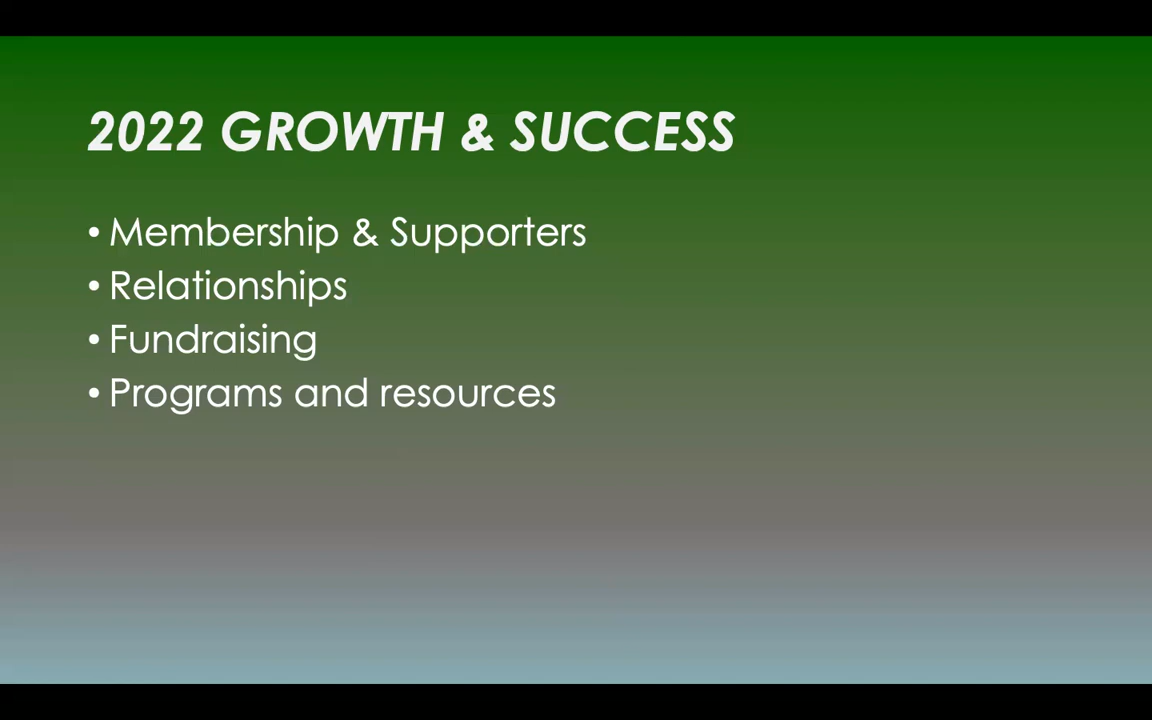 2022 GROWTH & SUCCESS
• Membership & Supporters
• Relationships
• Fundraising
• Programs and resources